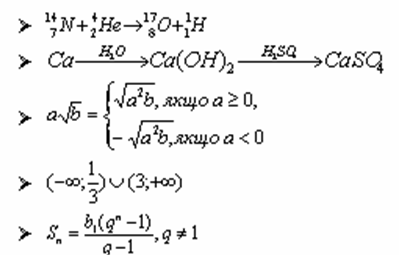 ➤ ¹⁴₇N+⁴₂He→¹⁷₈O+¹₁H
➤ Ca —H₂O→ Ca(OH)₂ —H₂SO₄→ CaSO₄
➤ a√b = { √a²b, якщо a ≥ 0,
− √a²b, якщо a < 0
➤ (−∞; 1/3) ∪ (3;+∞)
➤ Sₙ = b₁(qⁿ −1)/(q−1), q ≠ 1